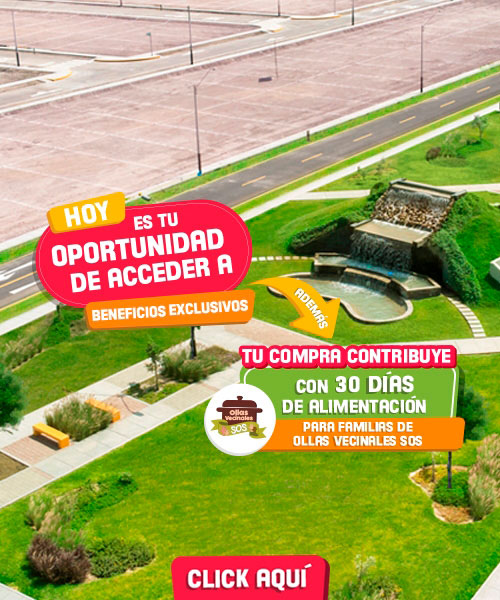 HOY
ES TU
OPORTUNIDAD
DE ACCEDER A
BENEFICIOS EXCLUSIVOS
ADEMÁS
TU COMPRA CONTRIBUYE
CON 30 DÍAS
DE ALIMENTACIÓN
PARA FAMILIAS DE
OLLAS VECINALES SOS
Ollas
Vecinales
SOS
CLICK AQUÍ